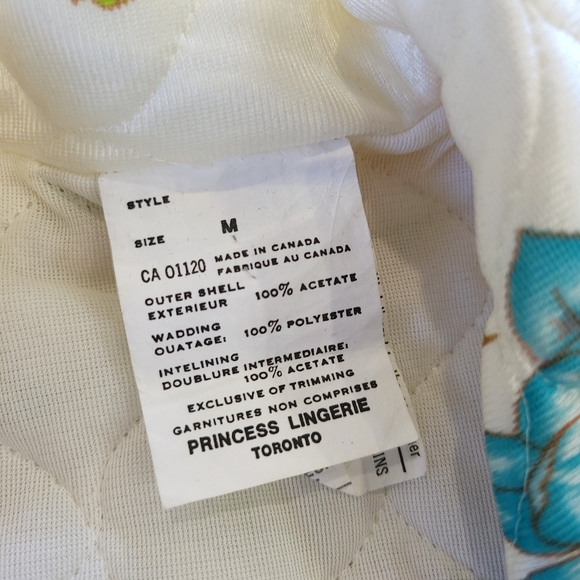 STYLE
SIZE M
CA 01120 MADE IN CANADA
FABRIQUE AU CANADA
OUTER SHELL
EXTERIEUR 100% ACETATE
WADDING
OUATAGE: 100% POLYESTER
INTELINING
DOUBLURE INTERMEDIAIRE:
100% ACETATE
EXCLUSIVE OF TRIMMING
GARNITURES NON COMPRISES
PRINCESS LINGERIE
TORONTO